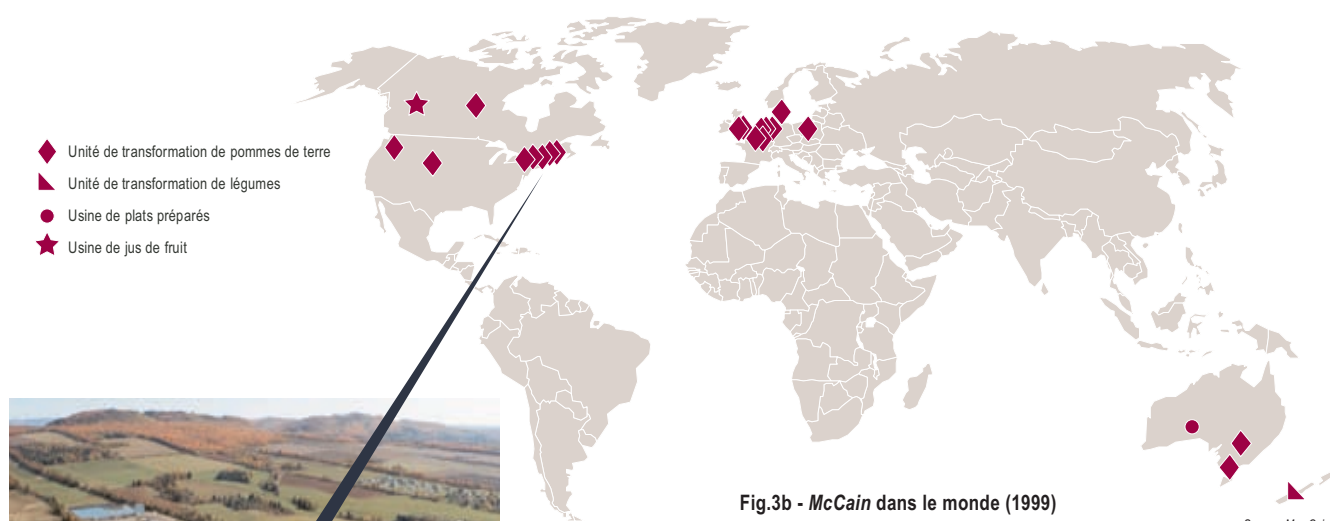 Unité de transformation de pommes de terre
Unité de transformation de légumes
Usine de plats préparés
Usine de jus de fruit
Fig.3b - McCain dans le monde (1999)